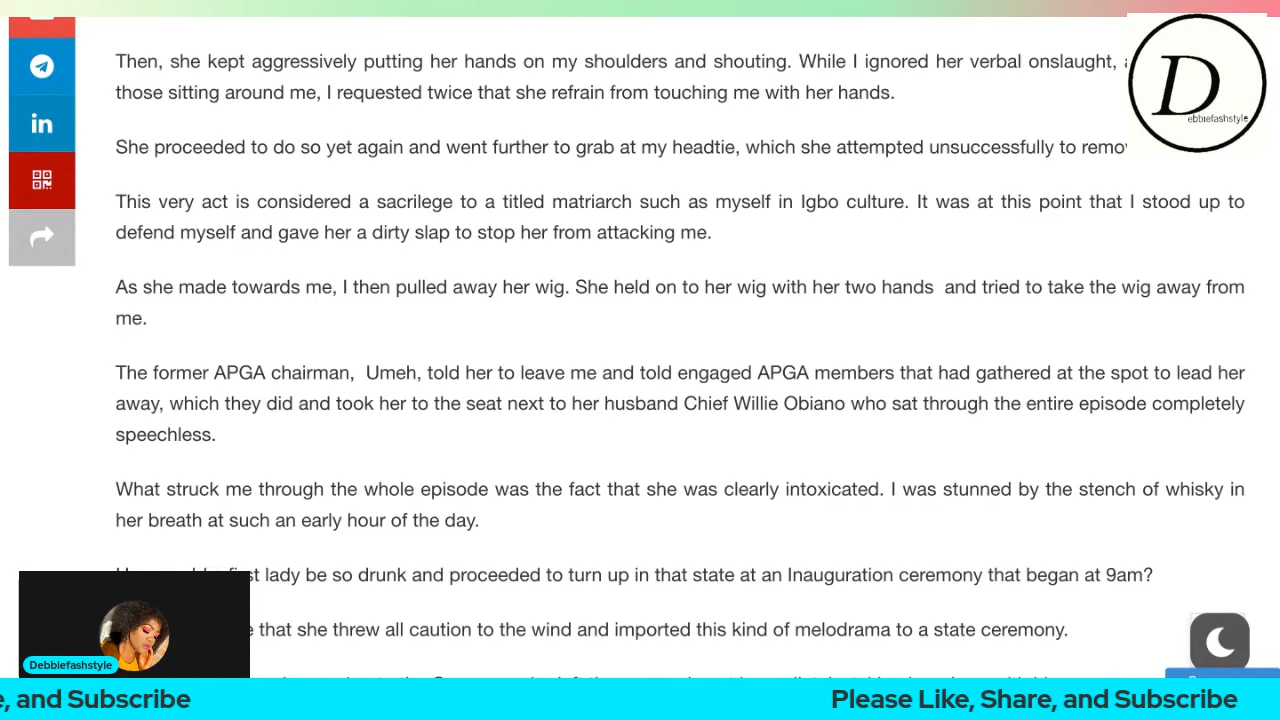 Then, she kept aggressively putting her hands on my shoulders and shouting. While I ignored her verbal onslaught,
those sitting around me, I requested twice that she refrain from touching me with her hands.
She proceeded to do so yet again and went further to grab at my headtie, which she attempted unsuccessfully to
This very act is considered a sacrilege to a titled matriarch such as myself in Igbo culture. It was at this point that I stood up to
defend myself and gave her a dirty slap to stop her from attacking me.
As she made towards me, I then pulled away her wig. She held on to her wig with her two hands and tried to take the wig away from
me.
The former APGA chairman, Umeh, told her to leave me and told engaged APGA members that had gathered at the spot to lead her
away, which they did and took her to the seat next to her husband Chief Willie Obiano who sat through the entire episode completely
speechless.
What struck me through the whole episode was the fact that she was clearly intoxicated. I was stunned by the stench of whisky in
her breath at such an early hour of the day.
lady be so drunk and proceeded to turn up in that state at an Inauguration ceremony that began at 9am?
that she threw all caution to the wind and imported this kind of melodrama to a state ceremony.
in
D
ebbiefashstyle
Debbiefashstyle
, and Subscribe
Please Like, Share, and Subscribe